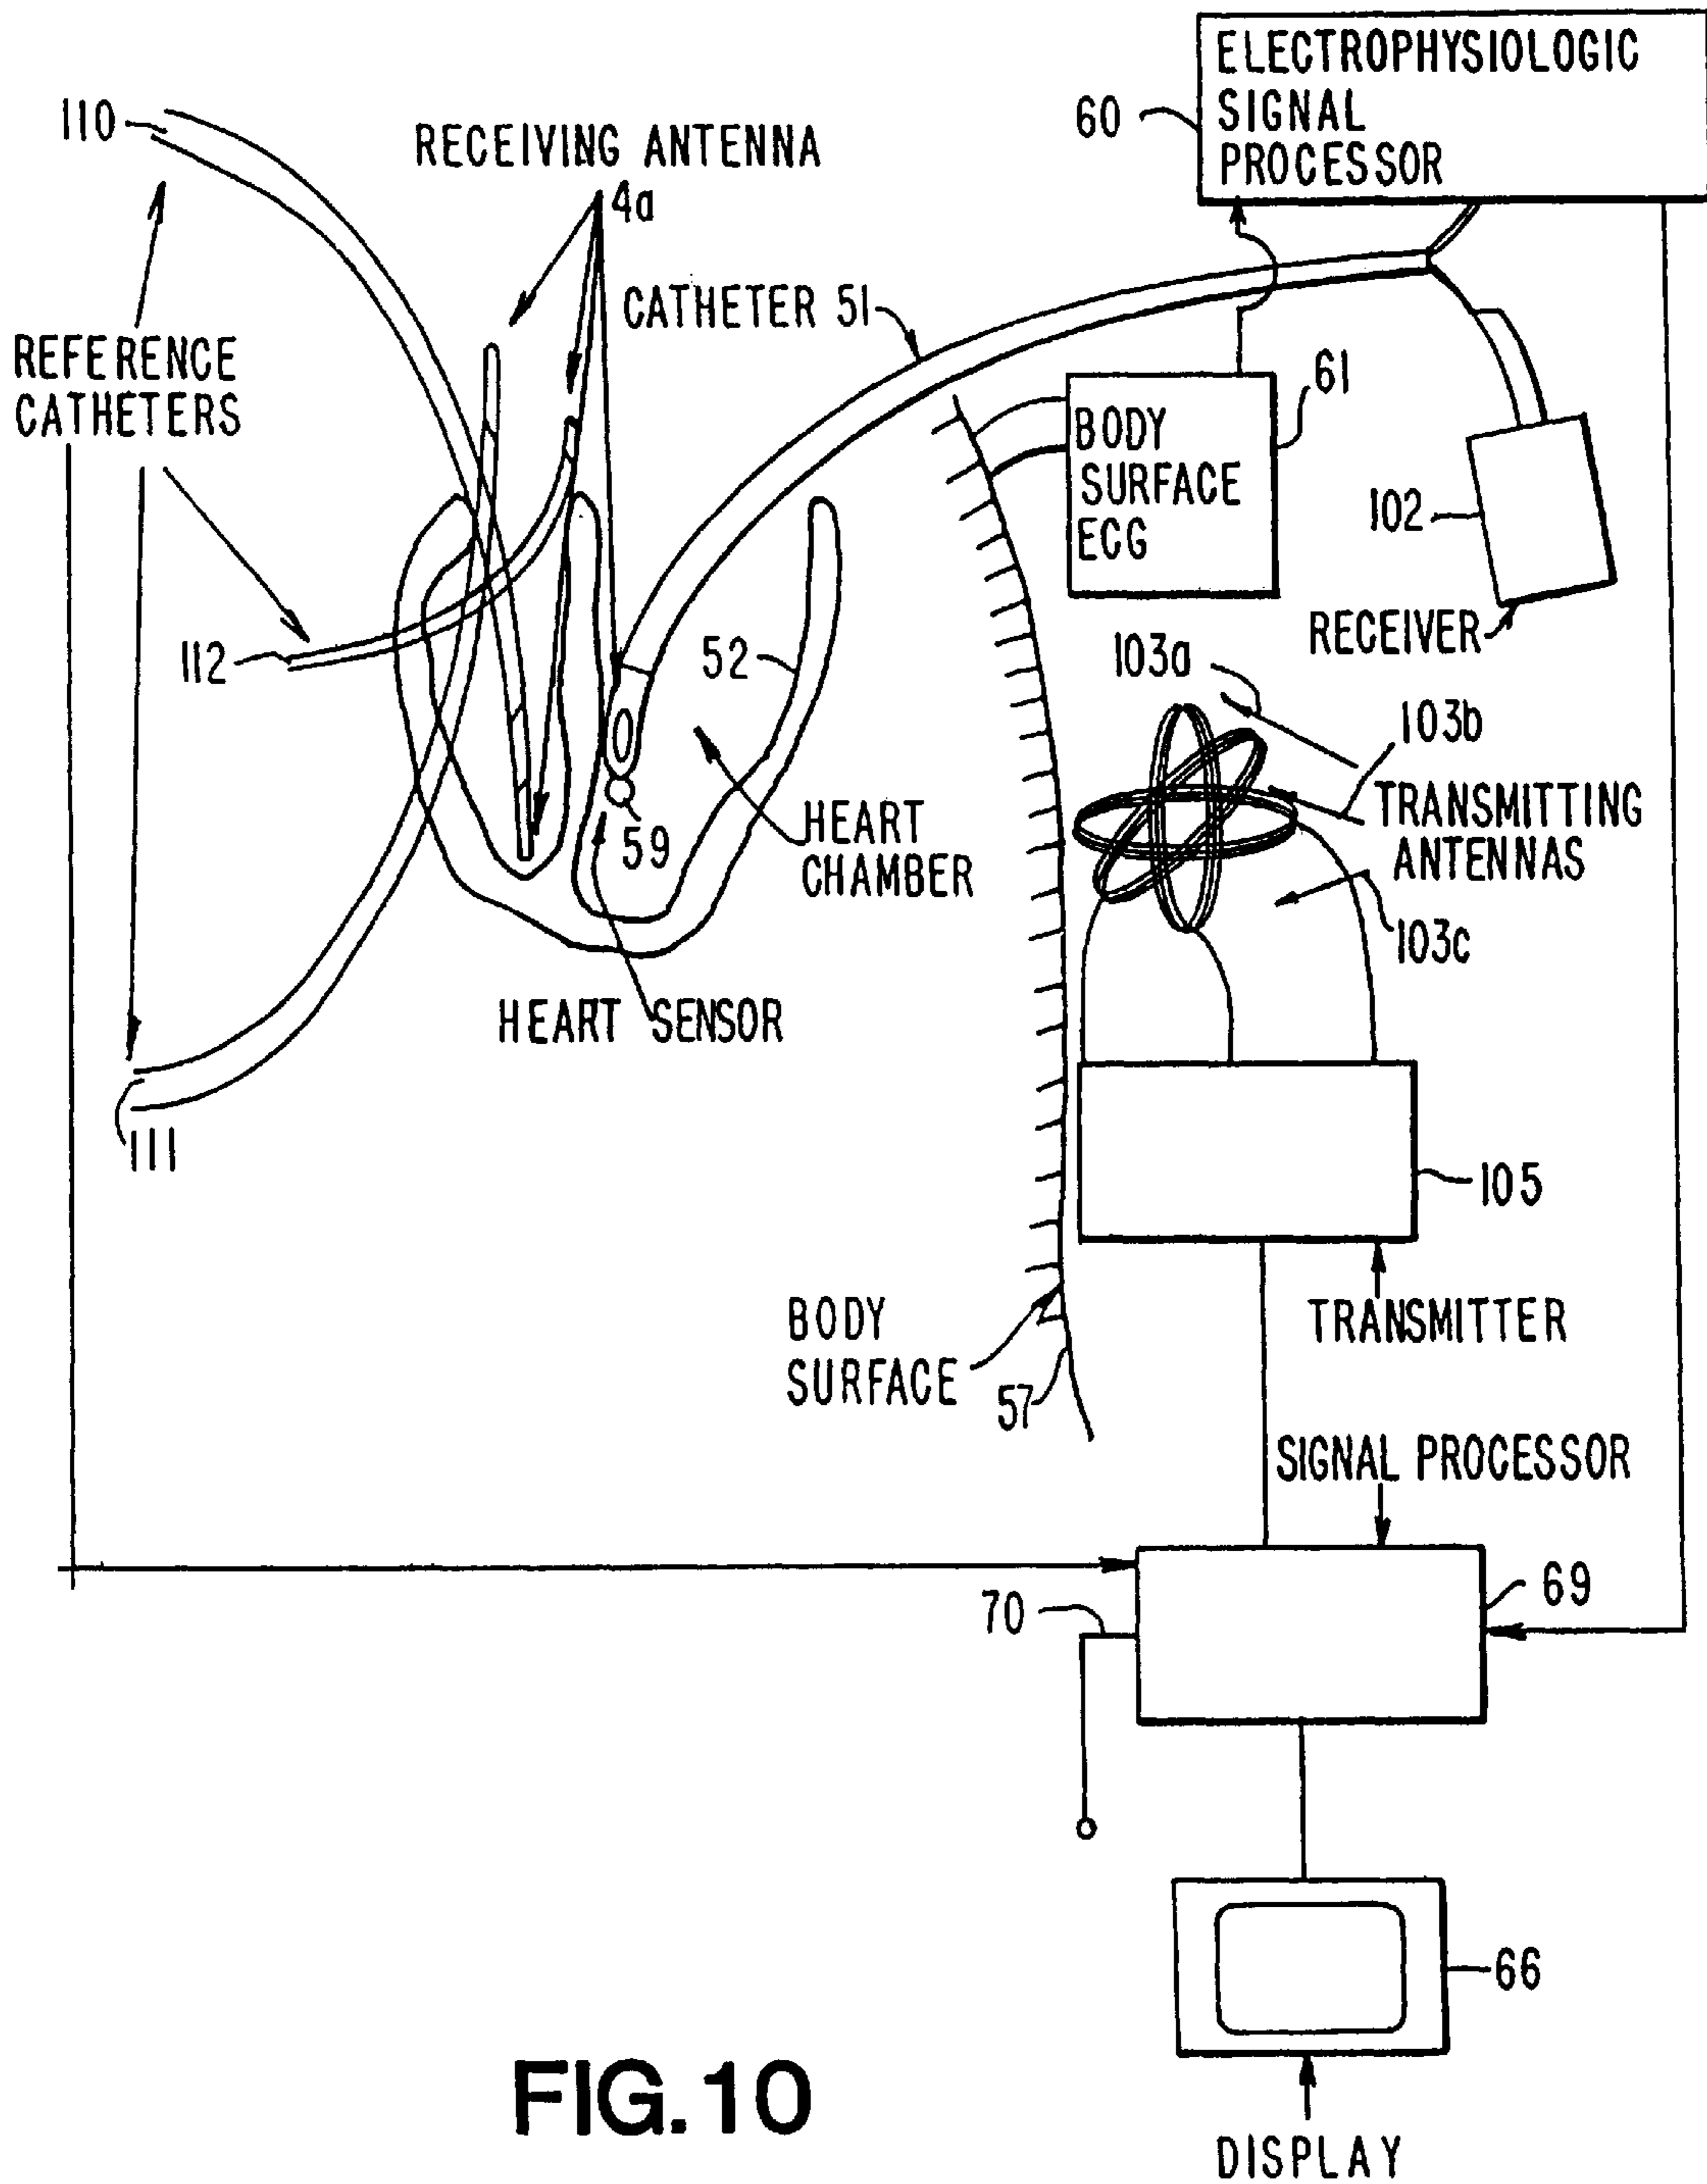 ELECTROPHYSIOLOGIC
SIGNAL
PROCESSOR
60
110
RECEIVING ANTENNA
4a
CATHETER 51
REFERENCE
CATHETERS
61
BODY
SURFACE
ECG
102
RECEIVER
112
52
103a
103b
TRANSMITTING
ANTENNAS
59
HEART
CHAMBER
103c
HEART SENSOR
111
105
BODY
SURFACE
57
TRANSMITTER
SIGNAL PROCESSOR
70
69
66
FIG.10
DISPLAY